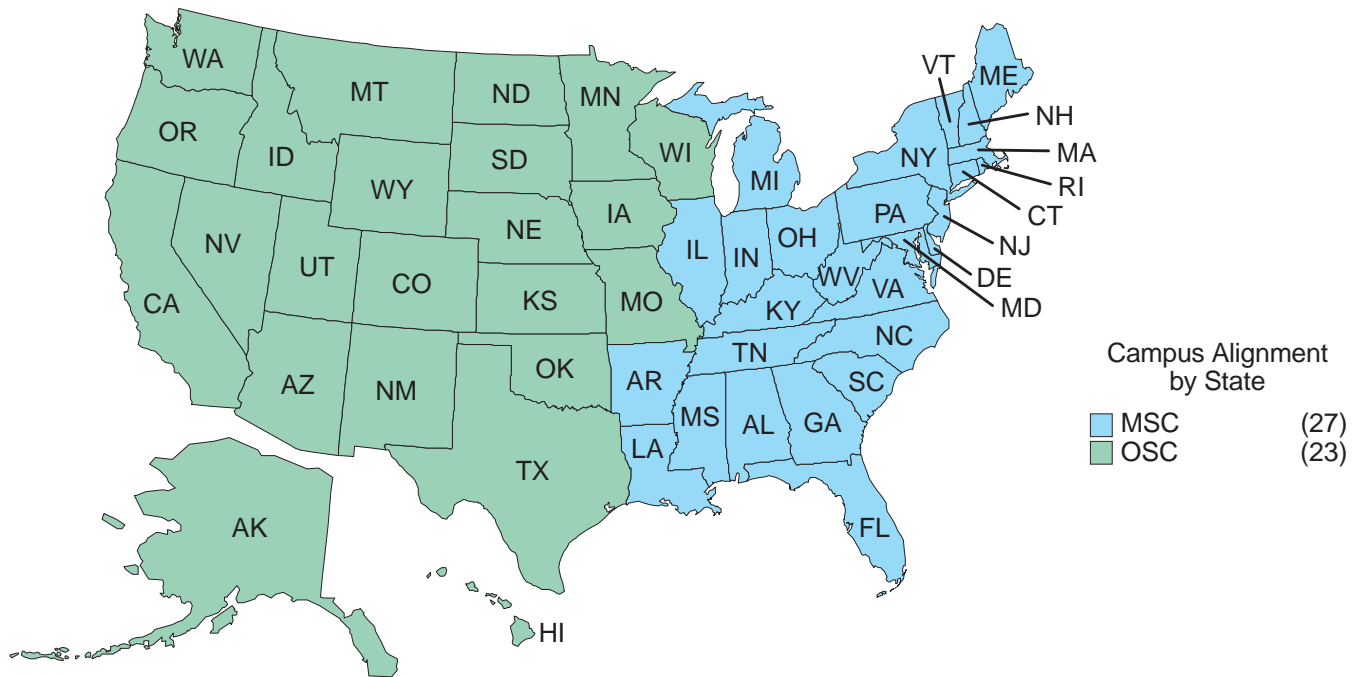 WA
MT
ND
MN
VT
ME
NH
OR
ID
SD
WI
NY
MA
WY
MI
RI
CT
IA
PA
NE
NJ
NV
UT
CO
IL
IN
OH
WV
DE
MD
CA
KS
MO
KY
VA
NC
TN
AZ
NM
OK
AR
SC
MS
AL
GA
LA
TX
FL
AK
HI
Campus Alignment
by State
MSC (27)
OSC (23)